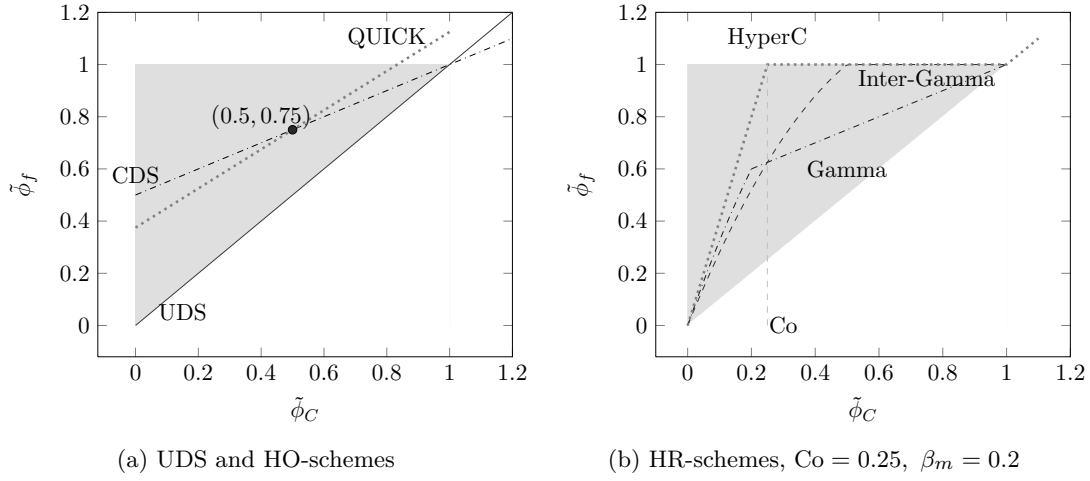 QUICK
(0.5, 0.75)
CDS
UDS
1.2
1
0.8
0.6
0.4
0.2
0
ϕ̃_f
0 0.2 0.4 0.6 0.8 1 1.2
ϕ̃_C
(a) UDS and HO-schemes
HyperC
Inter-Gamma
Gamma
Co
1.2
1
0.8
0.6
0.4
0.2
0
ϕ̃_f
0 0.2 0.4 0.6 0.8 1 1.2
ϕ̃_C
(b) HR-schemes, Co = 0.25, β_m = 0.2